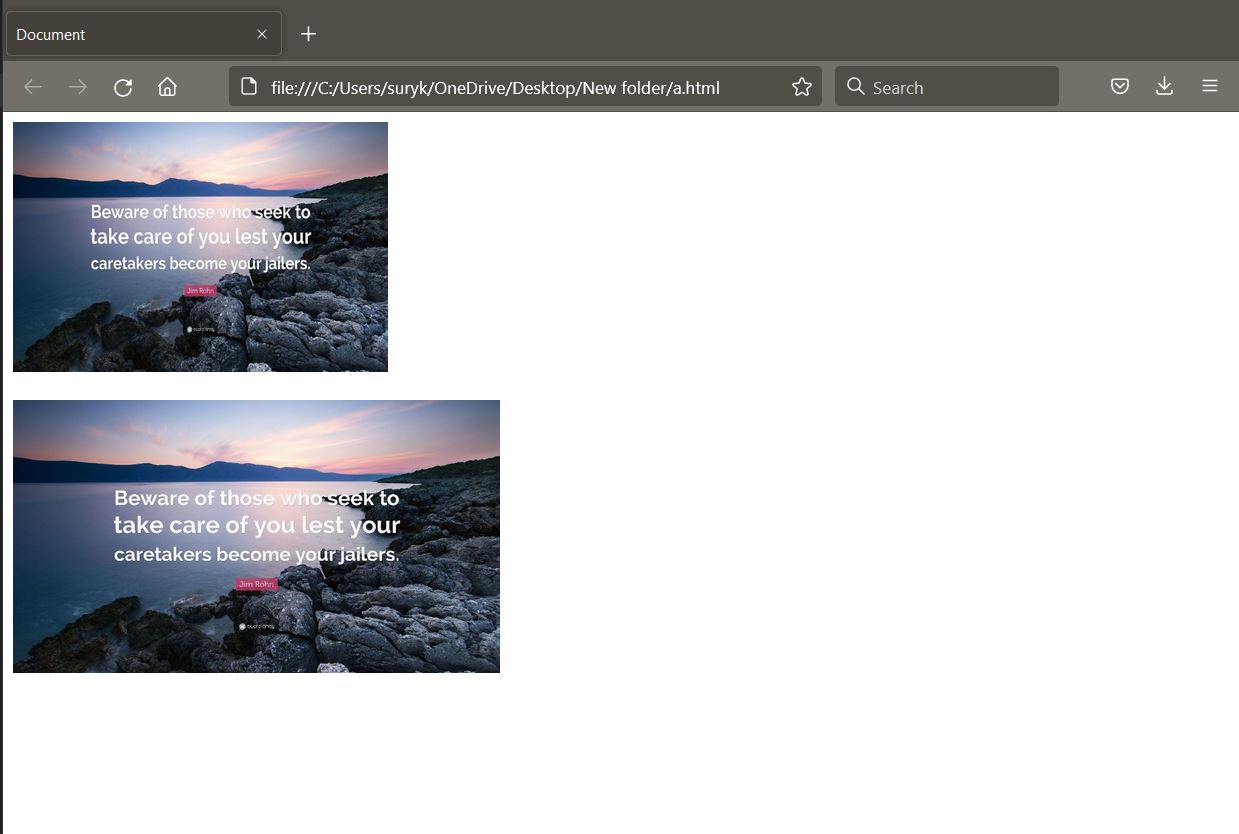 Document
file:///C:/Users/suryk/OneDrive/Desktop/New folder/a.html
Search
Beware of those who seek to
take care of you lest your
caretakers become your jailers.
Jim Rohn
Beware of those who seek to
take care of you lest your
caretakers become your jailers.
Jim Rohn